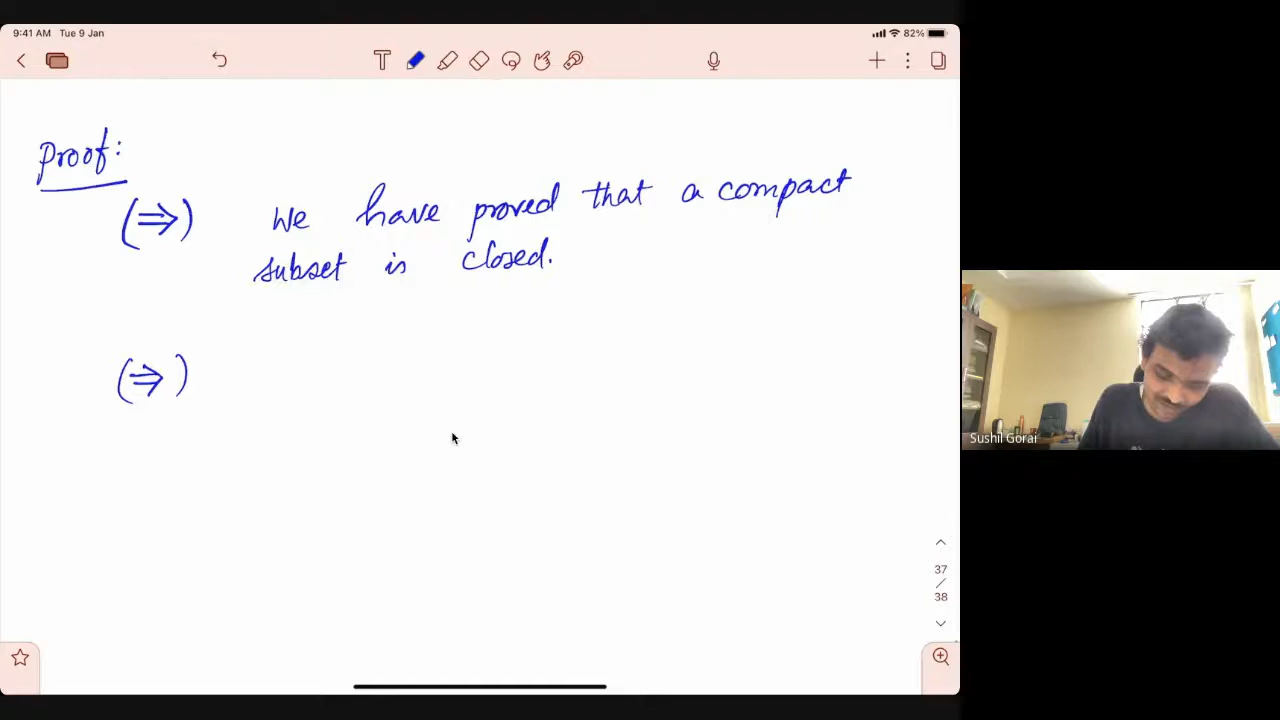 9:41 AM Tue 9 Jan
82%
Proof:
(⇒) We have proved that a compact
subset is closed.
(⇒)
37
/
38
Sushil Gorai